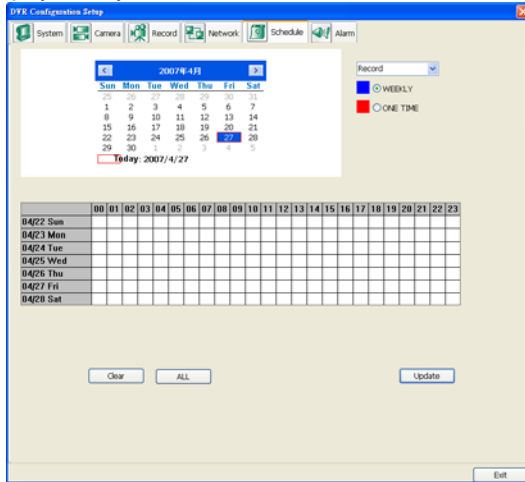 DVR Configuration Setup
System Camera Record Network Schedule Alarm
< 2007年4月 >
Sun Mon Tue Wed Thu Fri Sat
25 26 27 28 29 30 31
1 2 3 4 5 6 7
8 9 10 11 12 13 14
15 16 17 18 19 20 21
22 23 24 25 26 27 28
29 30 1 2 3 4 5
Today: 2007/4/27
Record
WEEKLY
ONE TIME
00 01 02 03 04 05 06 07 08 09 10 11 12 13 14 15 16 17 18 19 20 21 22 23
04/22 Sun
04/23 Mon
04/24 Tue
04/25 Wed
04/26 Thu
04/27 Fri
04/28 Sat
Clear ALL Update
Exit